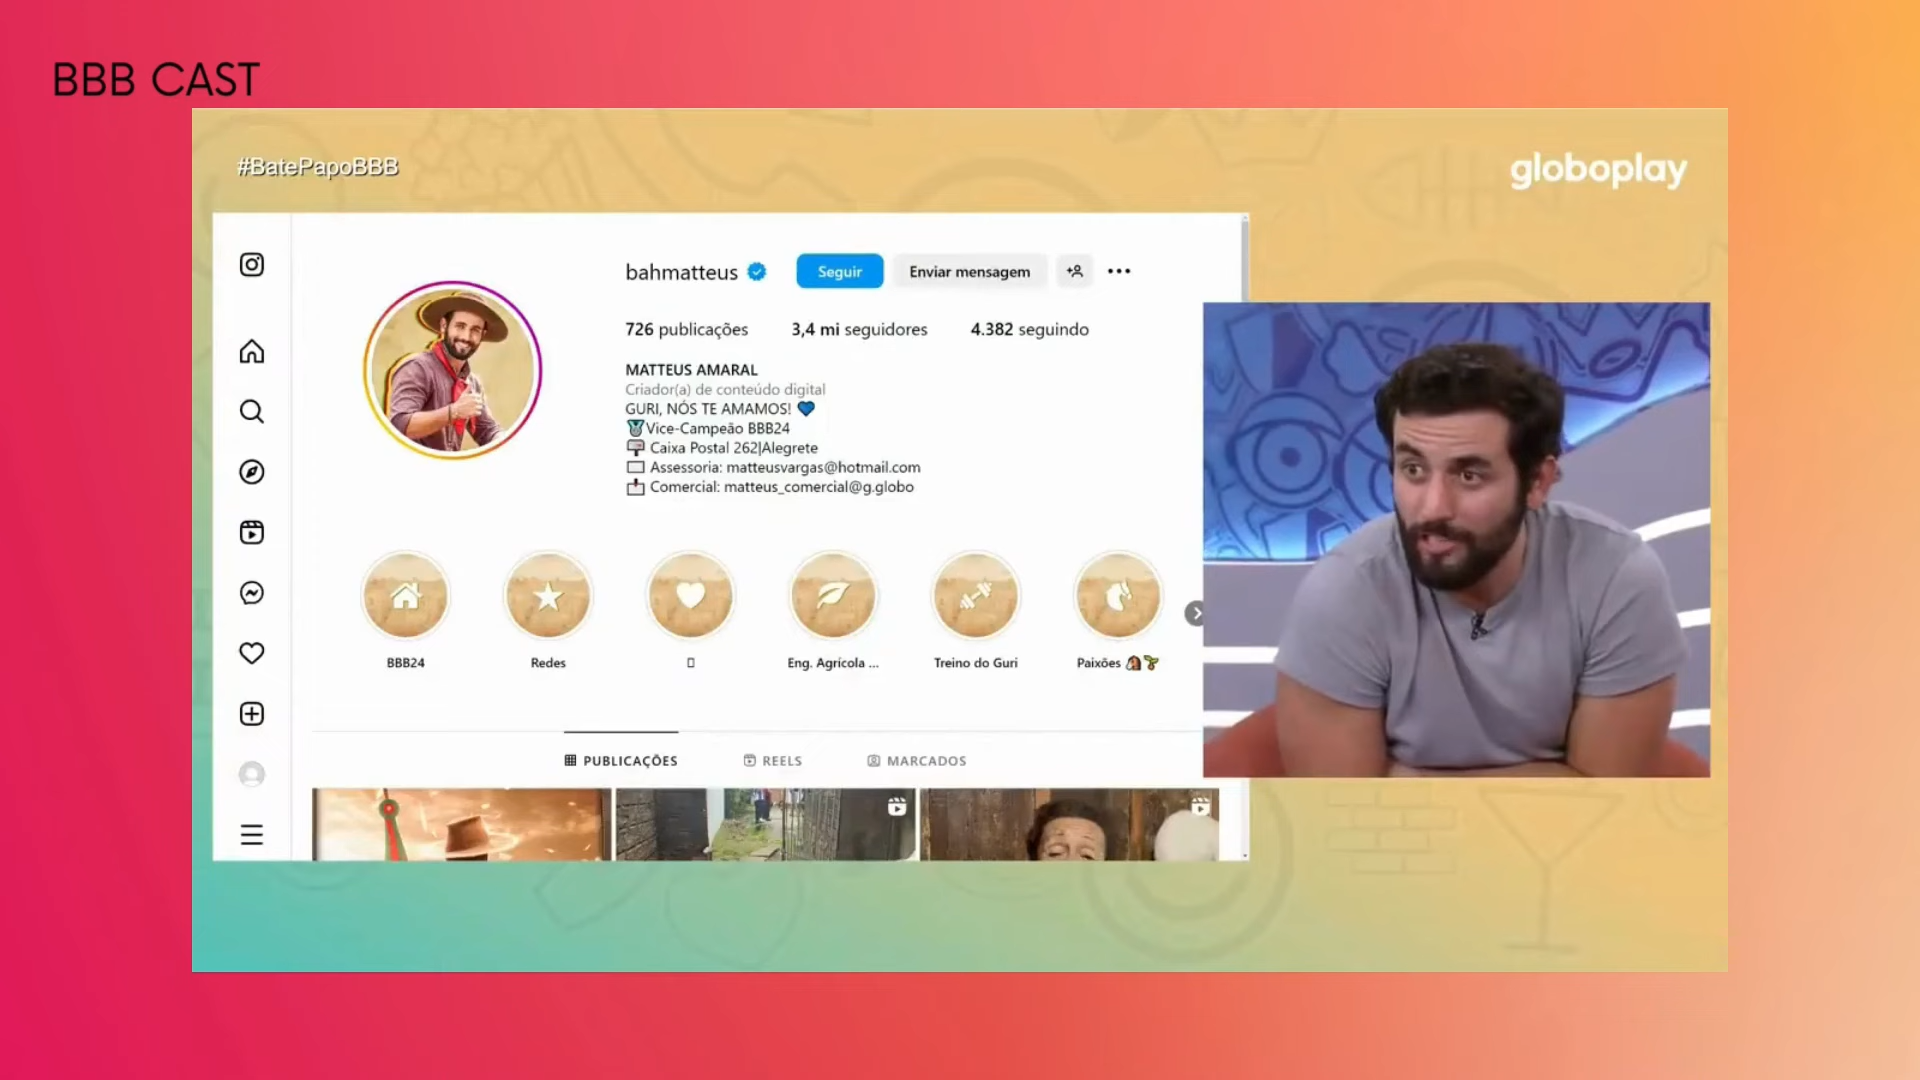 BBB CAST
#BatePapoBBB
globoplay
bahmatteus
Seguir
Enviar mensagem
726 publicações
3,4 mi seguidores
4.382 seguindo
MATTEUS AMARAL
Criador(a) de conteúdo digital
GURI, NÓS TE AMAMOS! 💙
🥈Vice-Campeão BBB24
Caixa Postal 262|Alegrete
Assessoria: matteusvargas@hotmail.com
Comercial: matteus_comercial@g.globo
BBB24
Redes
Eng. Agrícola ...
Treino do Guri
Paixões 🐴🌱
PUBLICAÇÕES
REELS
MARCADOS